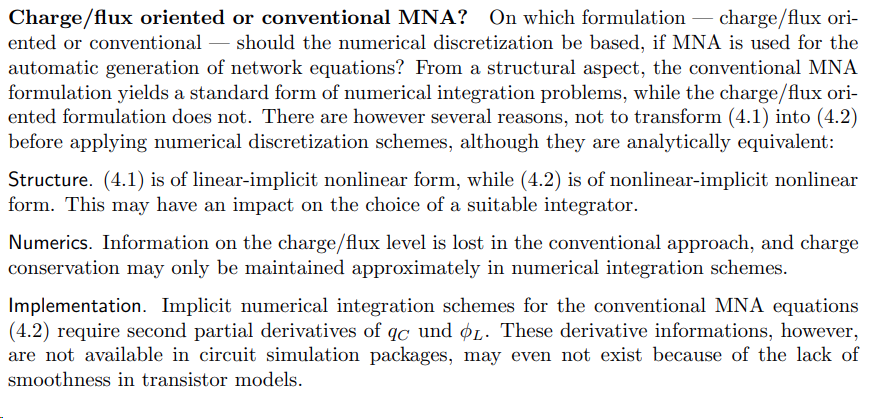 Charge/flux oriented or conventional MNA? On which formulation — charge/flux ori-
ented or conventional — should the numerical discretization be based, if MNA is used for the
automatic generation of network equations? From a structural aspect, the conventional MNA
formulation yields a standard form of numerical integration problems, while the charge/flux ori-
ented formulation does not. There are however several reasons, not to transform (4.1) into (4.2)
before applying numerical discretization schemes, although they are analytically equivalent:
Structure. (4.1) is of linear-implicit nonlinear form, while (4.2) is of nonlinear-implicit nonlinear
form. This may have an impact on the choice of a suitable integrator.
Numerics. Information on the charge/flux level is lost in the conventional approach, and charge
conservation may only be maintained approximately in numerical integration schemes.
Implementation. Implicit numerical integration schemes for the conventional MNA equations
(4.2) require second partial derivatives of q_C und ϕ_L. These derivative informations, however,
are not available in circuit simulation packages, may even not exist because of the lack of
smoothness in transistor models.